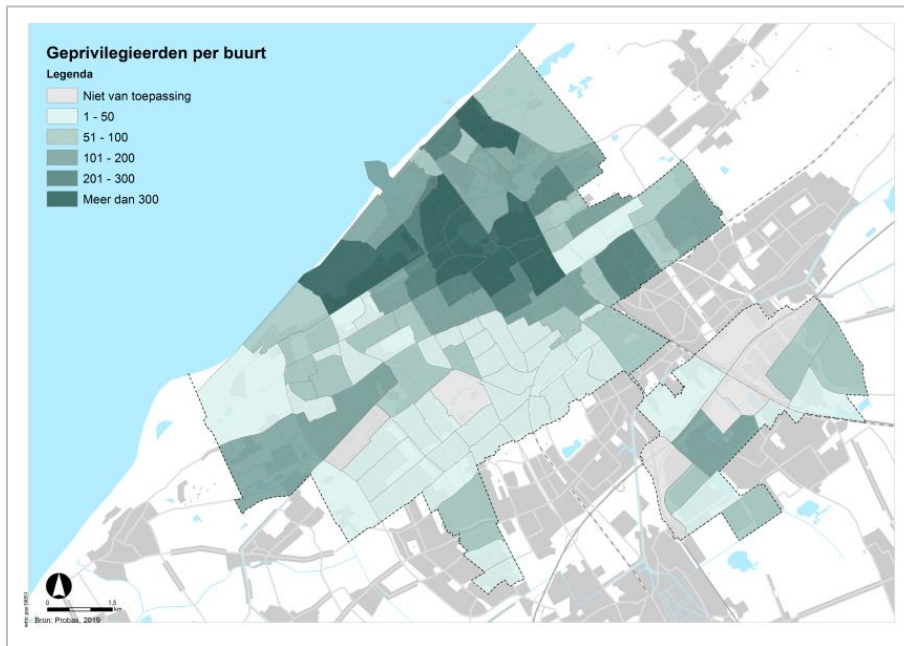 Geprivilegieerden per buurt
Legenda
Niet van toepassing
1 - 50
51 - 100
101 - 200
201 - 300
Meer dan 300
0
1,5
km
Bron: Probas, 2019